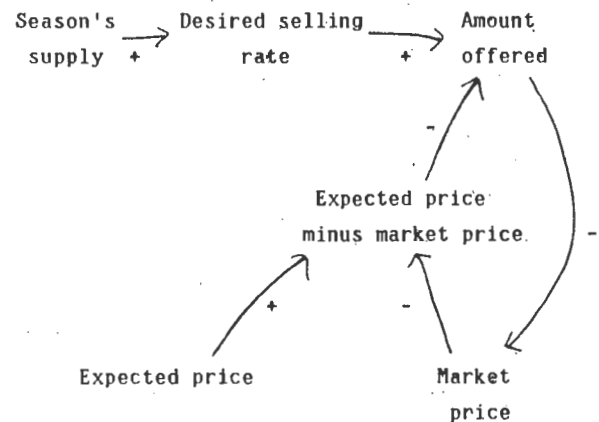 Season's supply
+
Desired selling rate
+
Amount offered
-
Expected price
minus market price.
-
+
-
Expected price
Market price